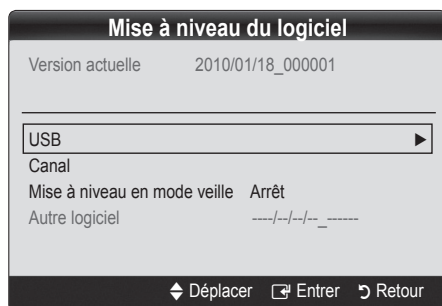 Mise à niveau du logiciel
Version actuelle 2010/01/18_000001
USB ►
Canal
Mise à niveau en mode veille Arrêt
Autre logiciel ----/--/--/--_------
Déplacer Entrer Retour